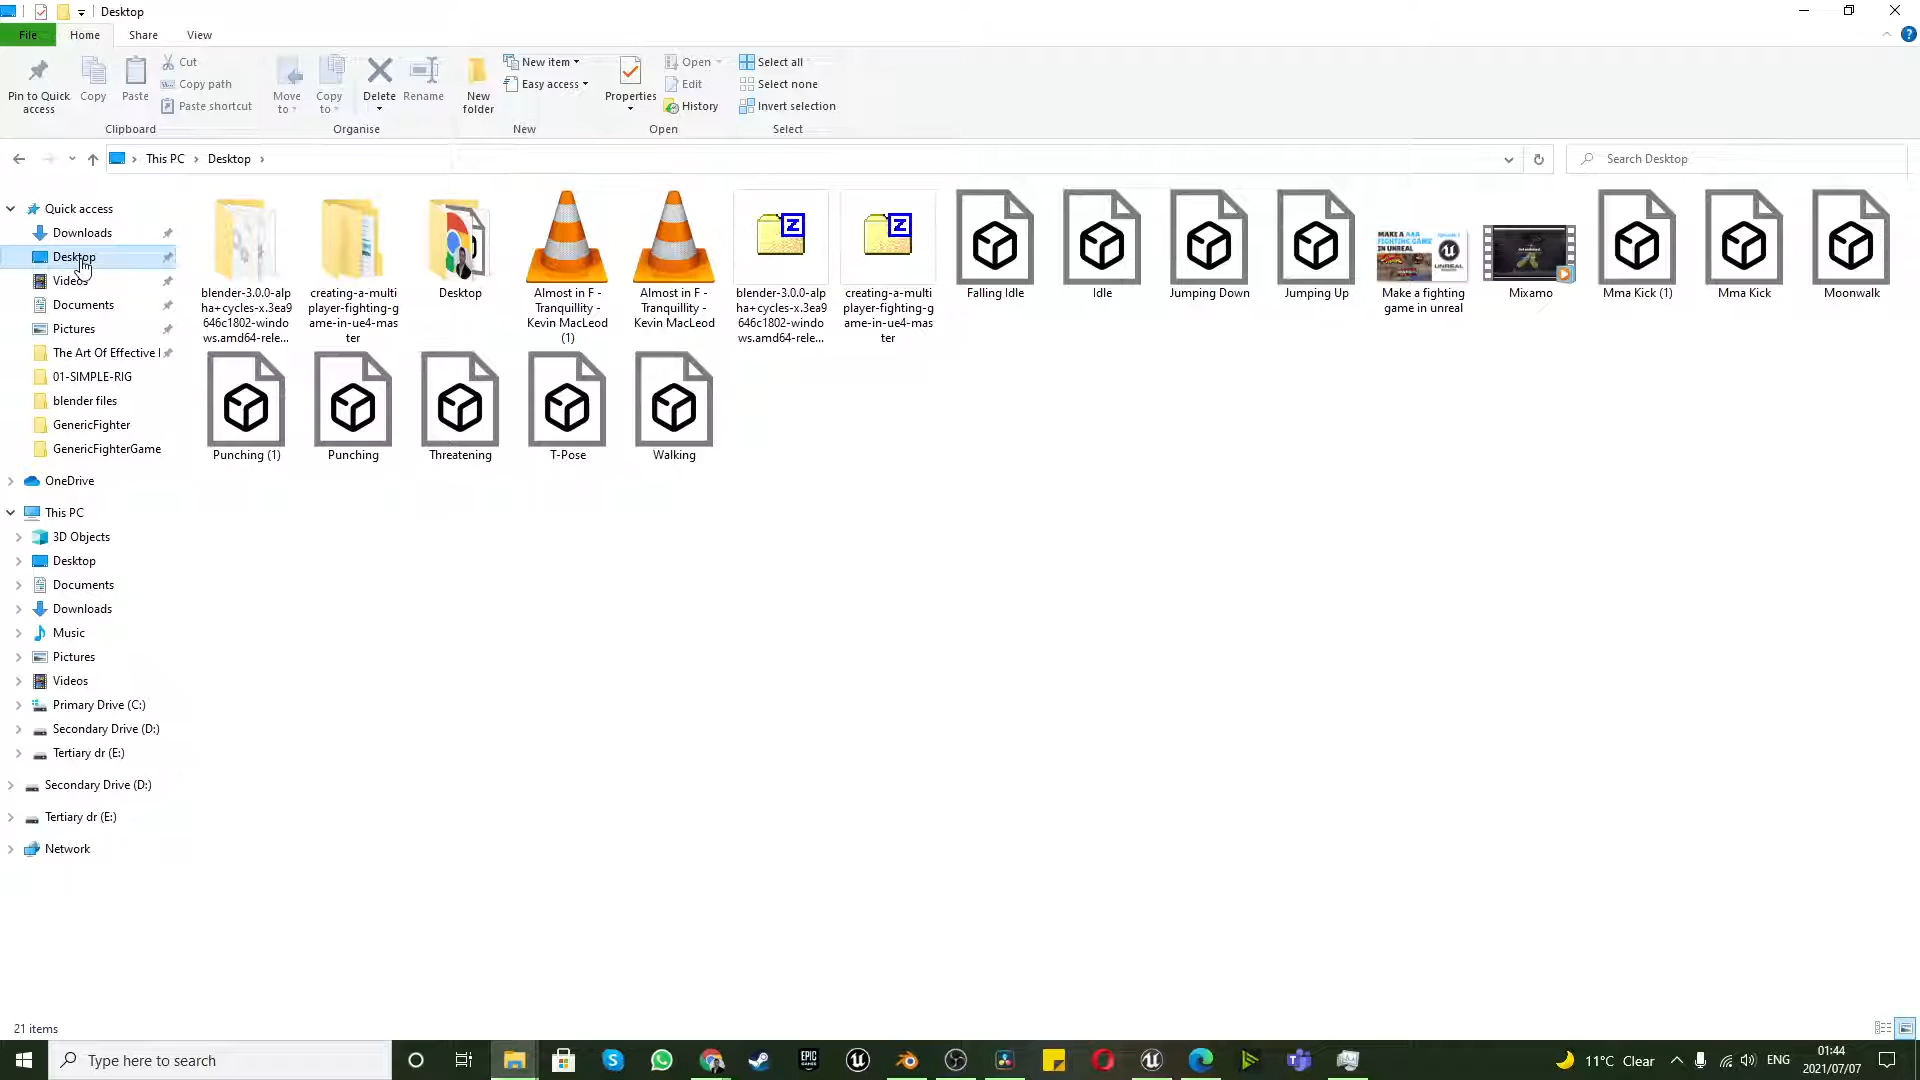 Desktop
File Home Share View
Pin to Quick access
Copy
Paste
Cut
Copy path
Paste shortcut
Clipboard
Move to
Copy to
Delete
Rename
Organise
New folder
New item
Easy access
New
Properties
Open
Edit
History
Open
Select all
Select none
Invert selection
Select
This PC Desktop
Search Desktop
Quick access
Downloads
Desktop
Videos
Documents
Pictures
The Art Of Effective
01-SIMPLE-RIG
blender files
GenericFighter
GenericFighterGame
OneDrive
This PC
3D Objects
Desktop
Documents
Downloads
Music
Pictures
Videos
Primary Drive (C:)
Secondary Drive (D:)
Tertiary dr (E:)
Secondary Drive (D:)
Tertiary dr (E:)
Network
blender-3.0.0-alp
ha+cycles-x.3ea9
646c1802-windo
ws.amd64-rele...
creating-a-multi
player-fighting-g
ame-in-ue4-mas
ter
Desktop
Almost in F -
Tranquillity -
Kevin MacLeod
(1)
Almost in F -
Tranquillity -
Kevin MacLeod
Z
blender-3.0.0-alp
ha+cycles-x.3ea9
646c1802-windo
ws.amd64-rele...
Z
creating-a-multi
player-fighting-g
ame-in-ue4-mas
ter
Falling Idle
Idle
Jumping Down
Jumping Up
MAKE A AAA
FIGHTING GAME
IN UNREAL
Make a fighting
game in unreal
Mixamo
Mma Kick (1)
Mma Kick
Moonwalk
Punching (1)
Punching
Threatening
T-Pose
Walking
21 items
Type here to search
EPIC
GAMES
11°C Clear
ENG
01:44
2021/07/07